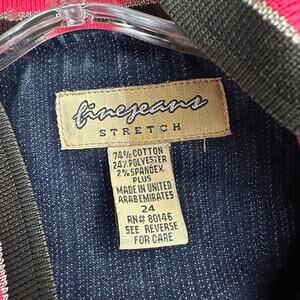 finejeans
STRETCH
74% COTTON
24% POLYESTER
2% SPANDEX
PLUS
MADE IN UNITED
ARAB EMIRATES
24
RN# 80146
SEE REVERSE
FOR CARE